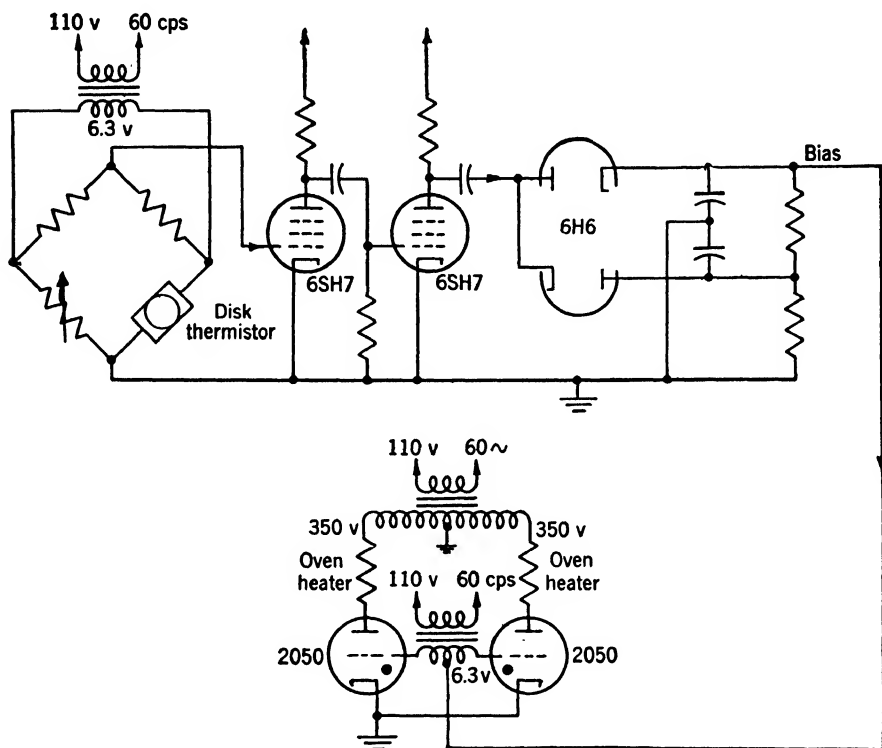 110 v 60 cps
6.3 v
Disk
thermistor
6SH7
6SH7
6H6
Bias
110 v 60 ~
350 v
350 v
Oven
heater
Oven
heater
110 v 60 cps
2050
6.3 v
2050